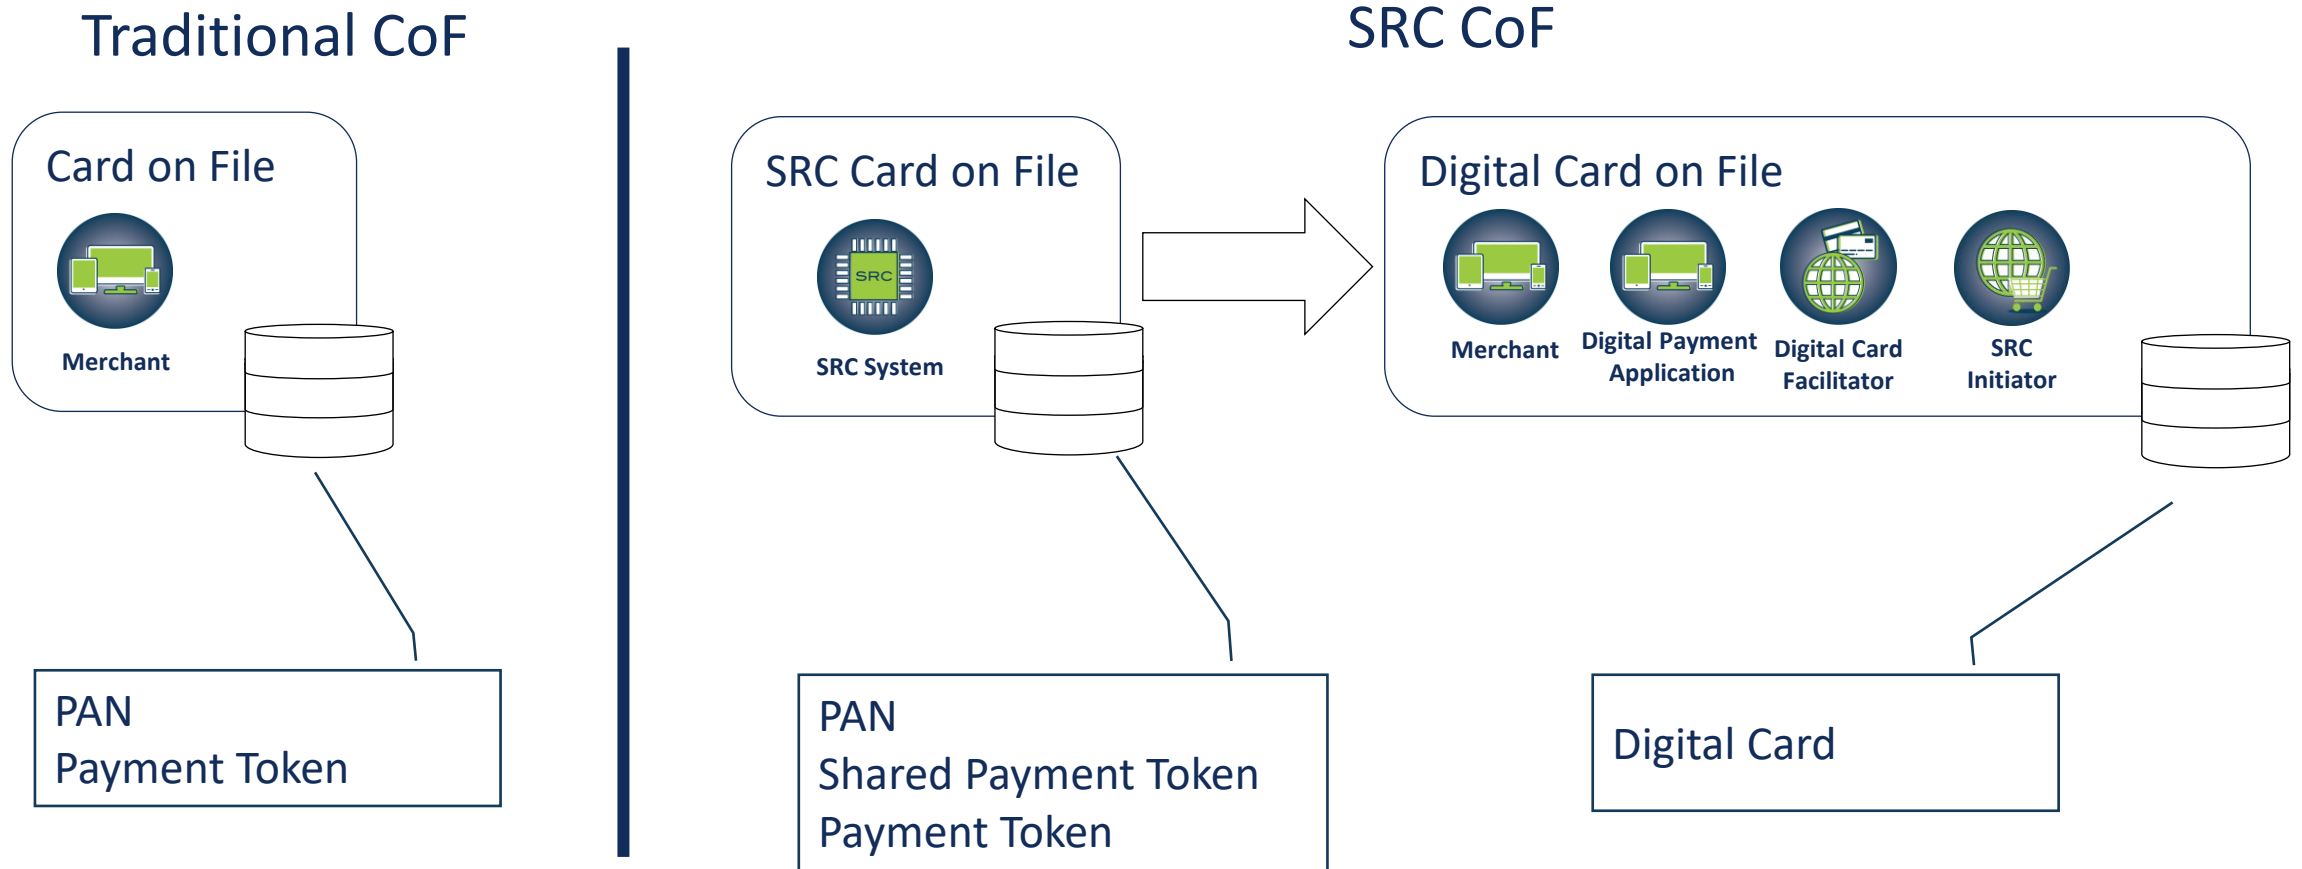 Traditional CoF
SRC CoF
Card on File
Merchant
PAN
Payment Token
SRC Card on File
SRC
SRC System
PAN
Shared Payment Token
Payment Token
Digital Card on File
Merchant
Digital Payment
Application
Digital Card
Facilitator
SRC
Initiator
Digital Card